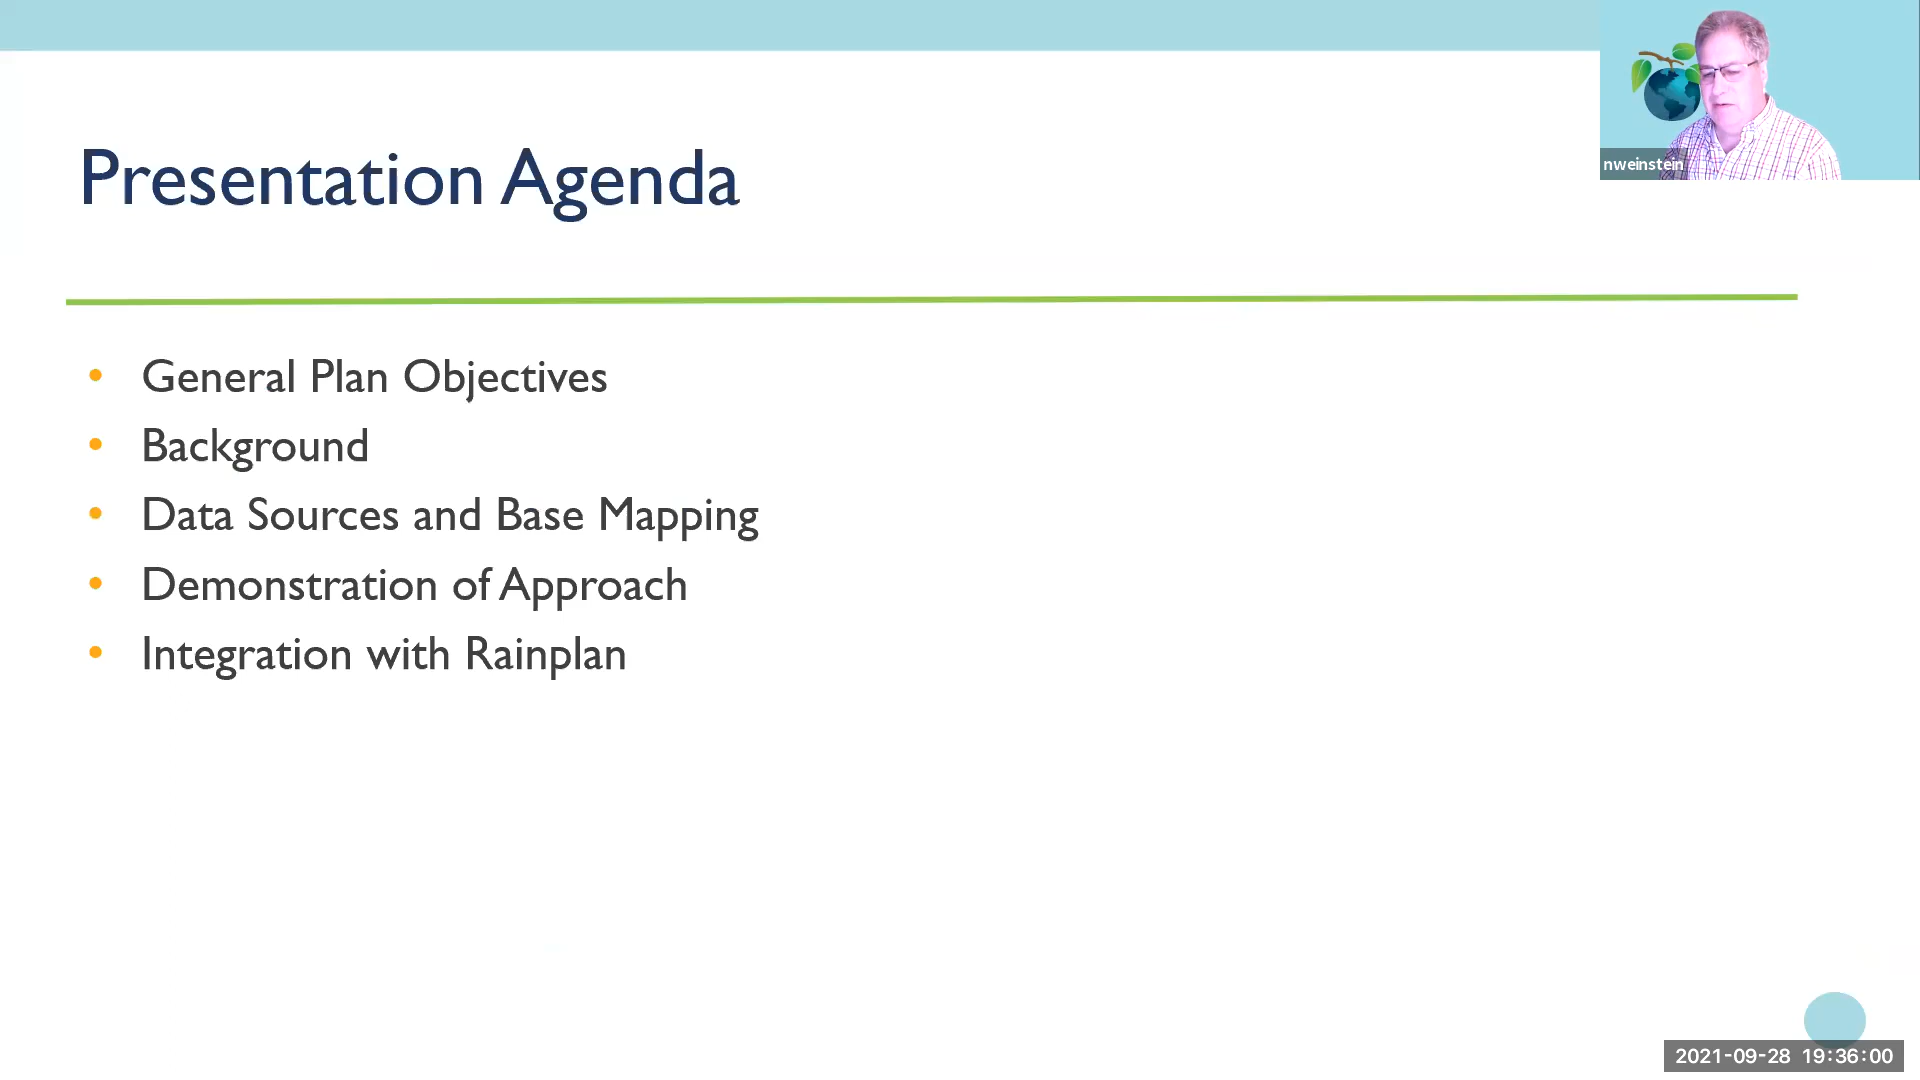 Presentation Agenda
nweinstein
• General Plan Objectives
• Background
• Data Sources and Base Mapping
• Demonstration of Approach
• Integration with Rainplan
2021-09-28 19:36:00